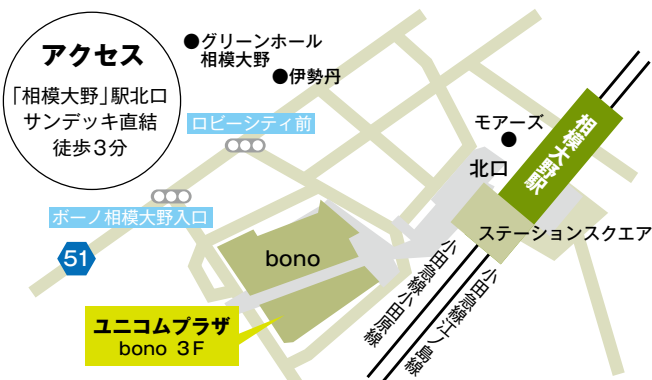 アクセス
「相模大野」駅北口
サンデッキ直結
徒歩3分
●グリーンホール
相模大野
●伊勢丹
ロビーシティ前
モアーズ
●
相模大野駅
北口
ボーノ相模大野入口
ステーションスクエア
51
bono
小田急線小田原線
小田急線江ノ島線
ユニコムプラザ
bono 3F